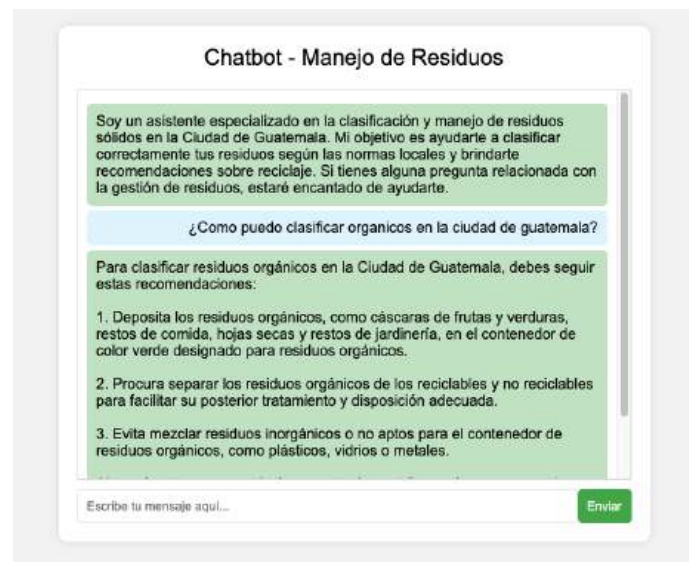 Chatbot - Manejo de Residuos
Soy un asistente especializado en la clasificación y manejo de residuos
sólidos en la Ciudad de Guatemala. Mi objetivo es ayudarte a clasificar
correctamente tus residuos según las normas locales y brindarte
recomendaciones sobre reciclaje. Si tienes alguna pregunta relacionada con
la gestión de residuos, estaré encantado de ayudarte.
¿Como puedo clasificar organicos en la ciudad de guatemala?
Para clasificar residuos orgánicos en la Ciudad de Guatemala, debes seguir
estas recomendaciones:
1. Deposita los residuos orgánicos, como cáscaras de frutas y verduras,
restos de comida, hojas secas y restos de jardinería, en el contenedor de
color verde designado para residuos orgánicos.
2. Procura separar los residuos orgánicos de los reciclables y no reciclables
para facilitar su posterior tratamiento y disposición adecuada.
3. Evita mezclar residuos inorgánicos o no aptos para el contenedor de
residuos orgánicos, como plásticos, vidrios o metales.
Escribe tu mensaje aquí...
Enviar